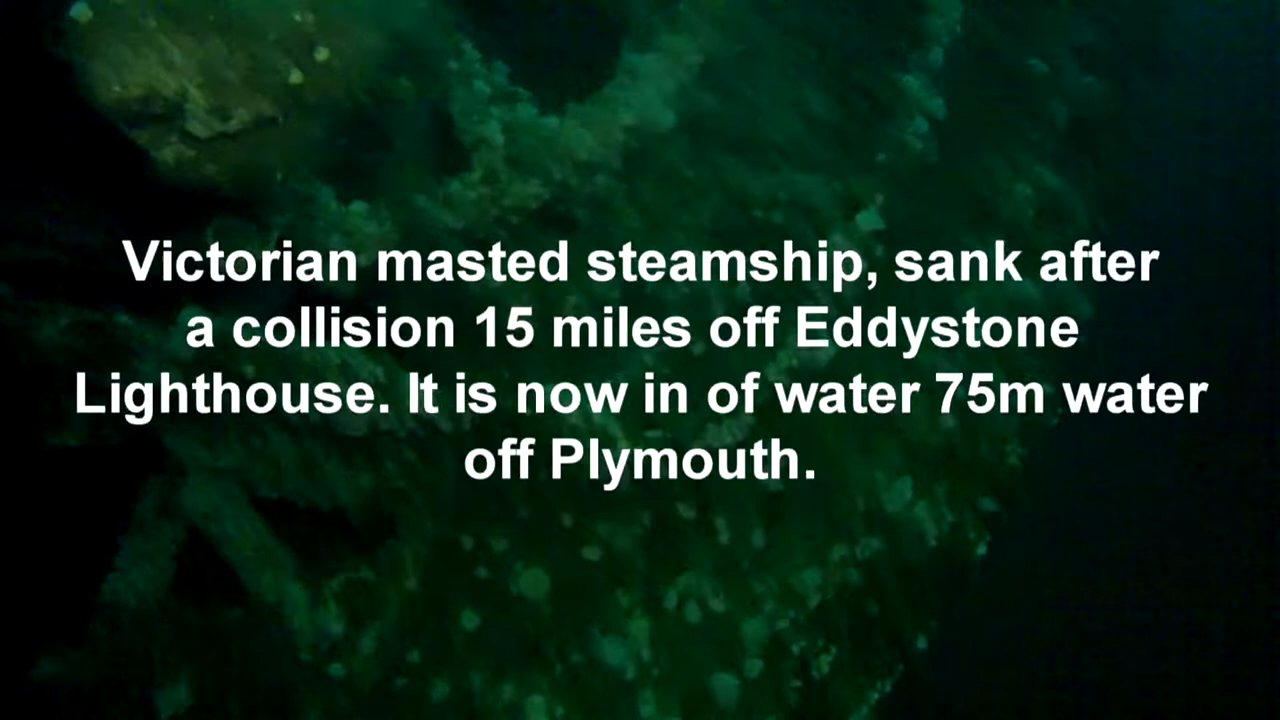 Victorian masted steamship, sank after
a collision 15 miles off Eddystone
Lighthouse. It is now in of water 75m water
off Plymouth.